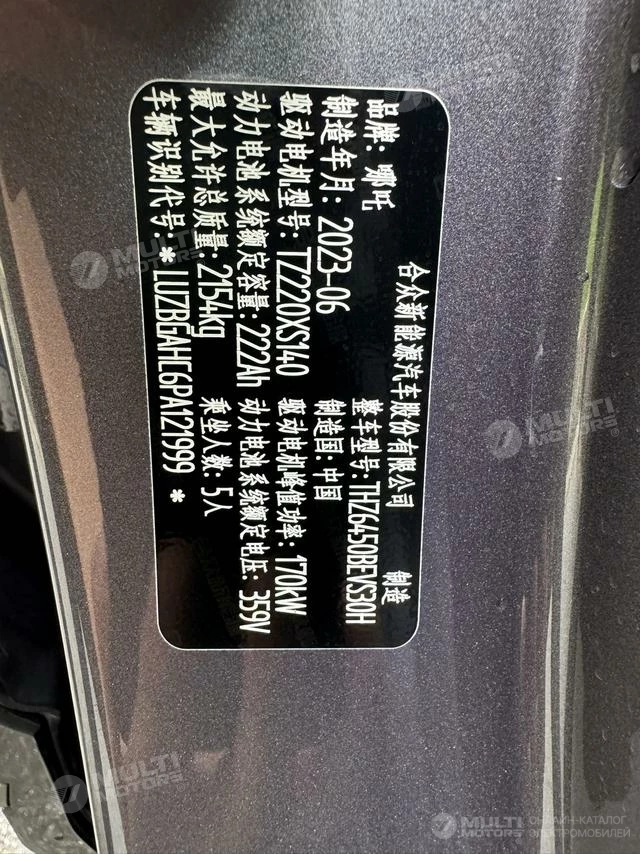 合众新能源汽车股份有限公司 制造
品牌: 哪吒 整车型号: THZ6450BEVS30H
制造年月: 2023-06 制造国: 中国
驱动电机型号: TZ220XS140 驱动电机峰值功率: 170kW
动力电池系统额定容量: 222Ah 动力电池系统额定电压: 359V
最大允许总质量: 2154kg 乘坐人数: 5人
车辆识别代号: *LUZBGAHC6PA121999*
MULTI MOTORS
MULTI MOTORS
MULTI MOTORS
MULTI MOTORS ОНЛАЙН-КАТАЛОГ ЭЛЕКТРОМОБИЛЕЙ